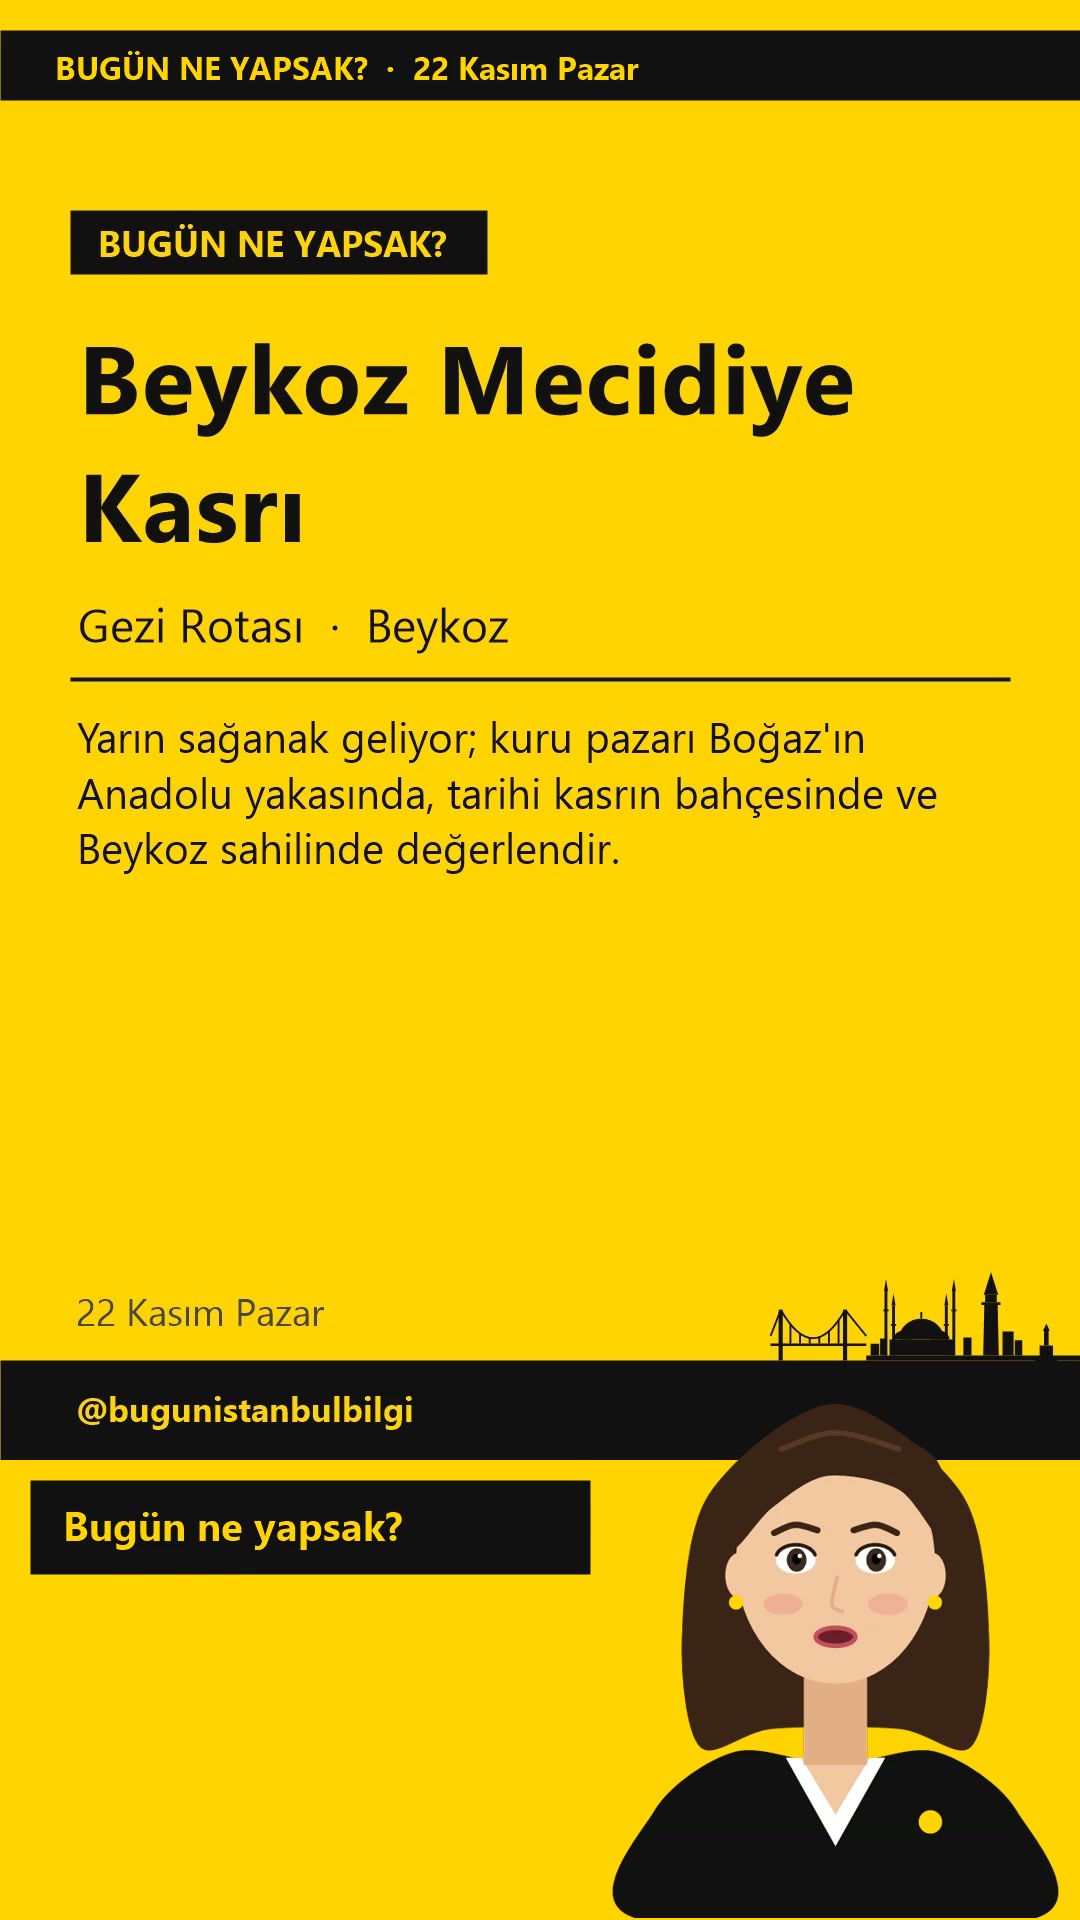 BUGÜN NE YAPSAK? · 22 Kasım Pazar
BUGÜN NE YAPSAK?
Beykoz Mecidiye
Kasrı
Gezi Rotası · Beykoz
Yarın sağanak geliyor; kuru pazarı Boğaz'ın
Anadolu yakasında, tarihi kasrın bahçesinde ve
Beykoz sahilinde değerlendir.
22 Kasım Pazar
@bugunistanbulbilgi
Bugün ne yapsak?